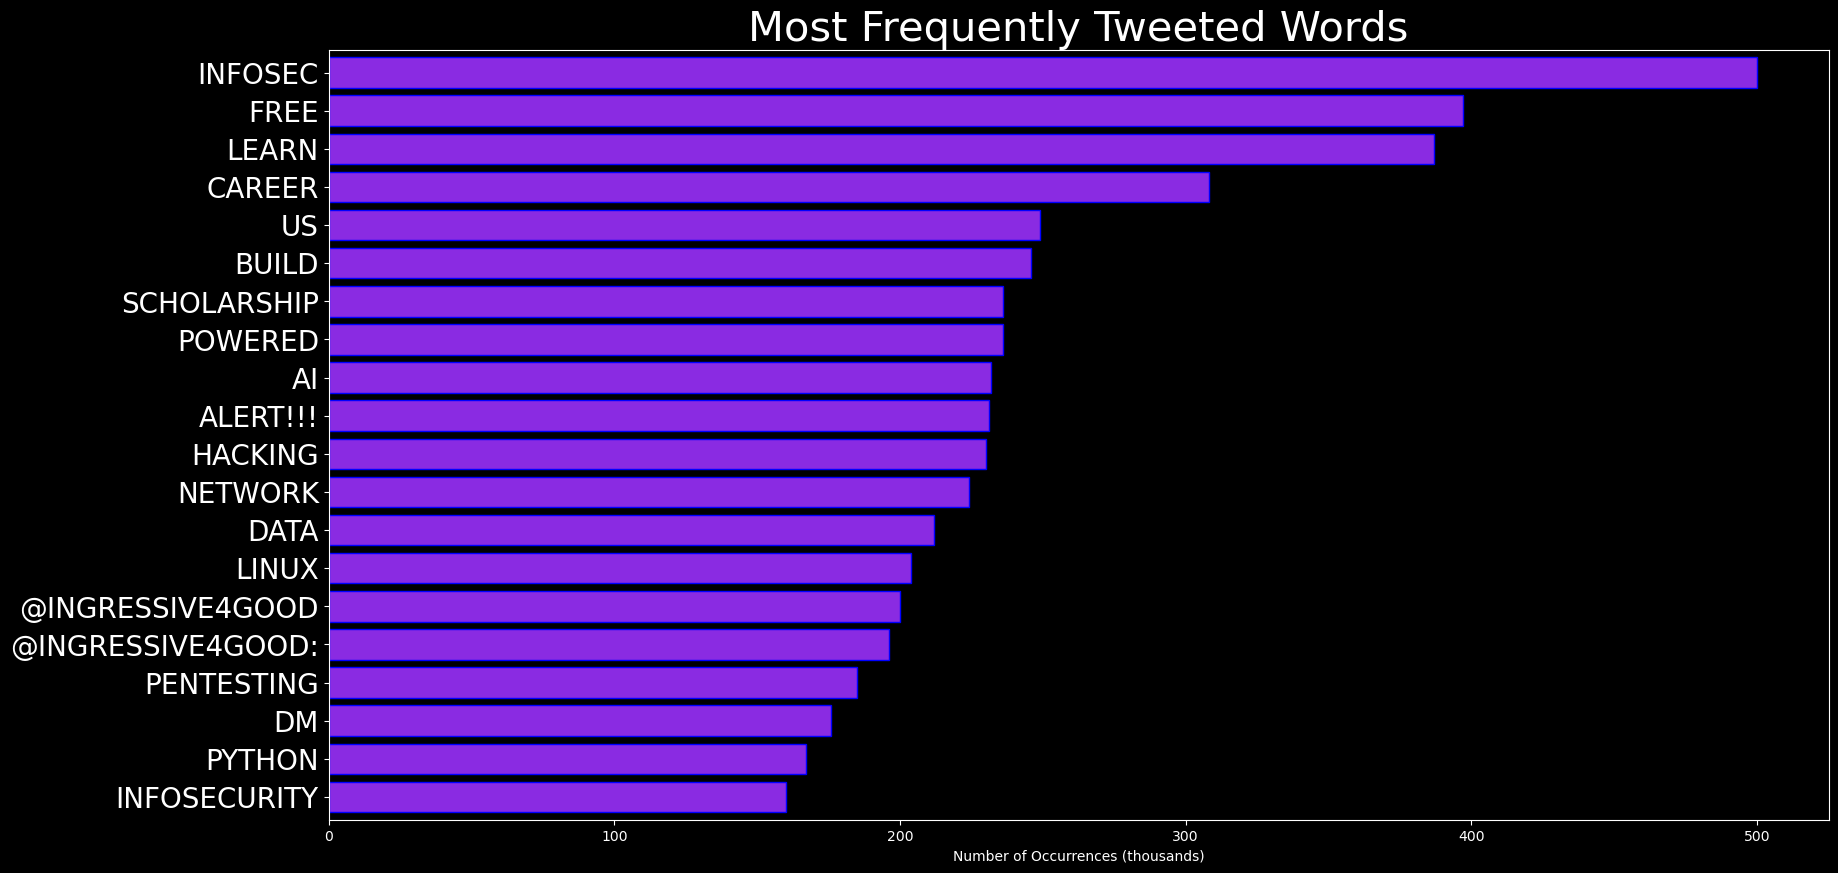 Most Frequently Tweeted Words
INFOSEC
FREE
LEARN
CAREER
US
BUILD
SCHOLARSHIP
POWERED
AI
ALERT!!!
HACKING
NETWORK
DATA
LINUX
@INGRESSIVE4GOOD
@INGRESSIVE4GOOD:
PENTESTING
DM
PYTHON
INFOSECURITY
0 100 200 300 400 500
Number of Occurrences (thousands)